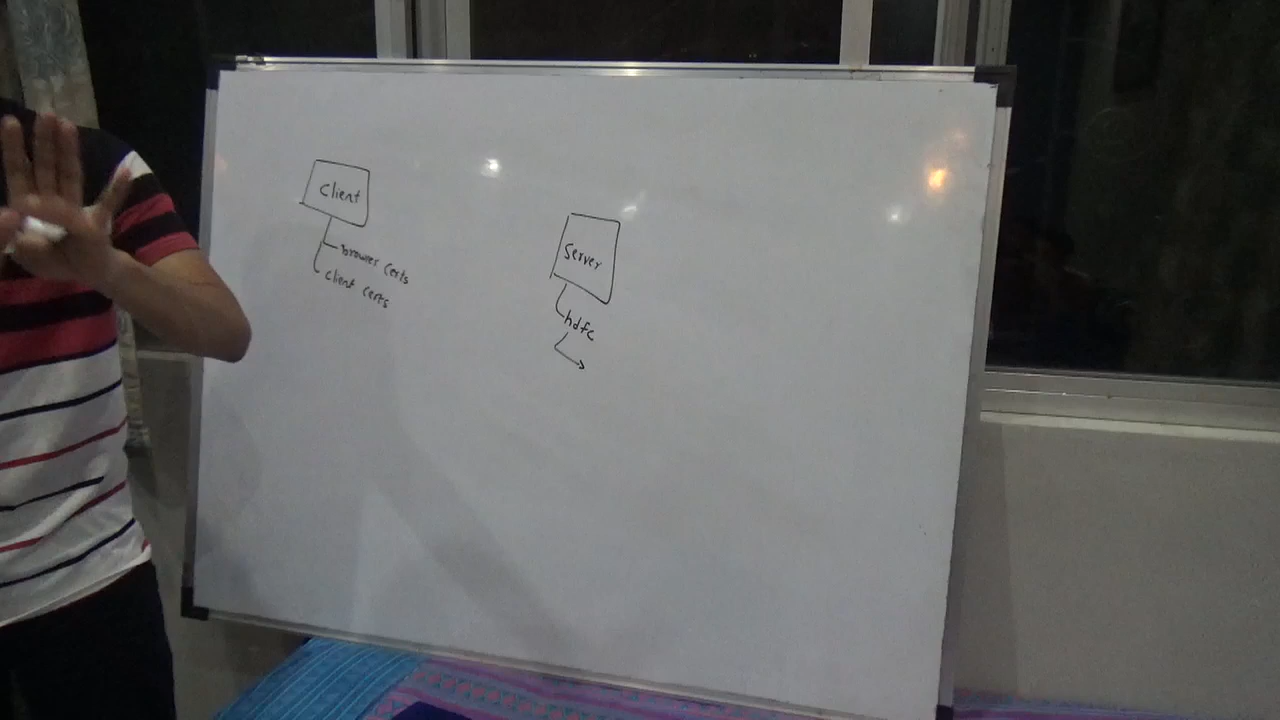 Client
browser certs
client certs
Server
hdfc